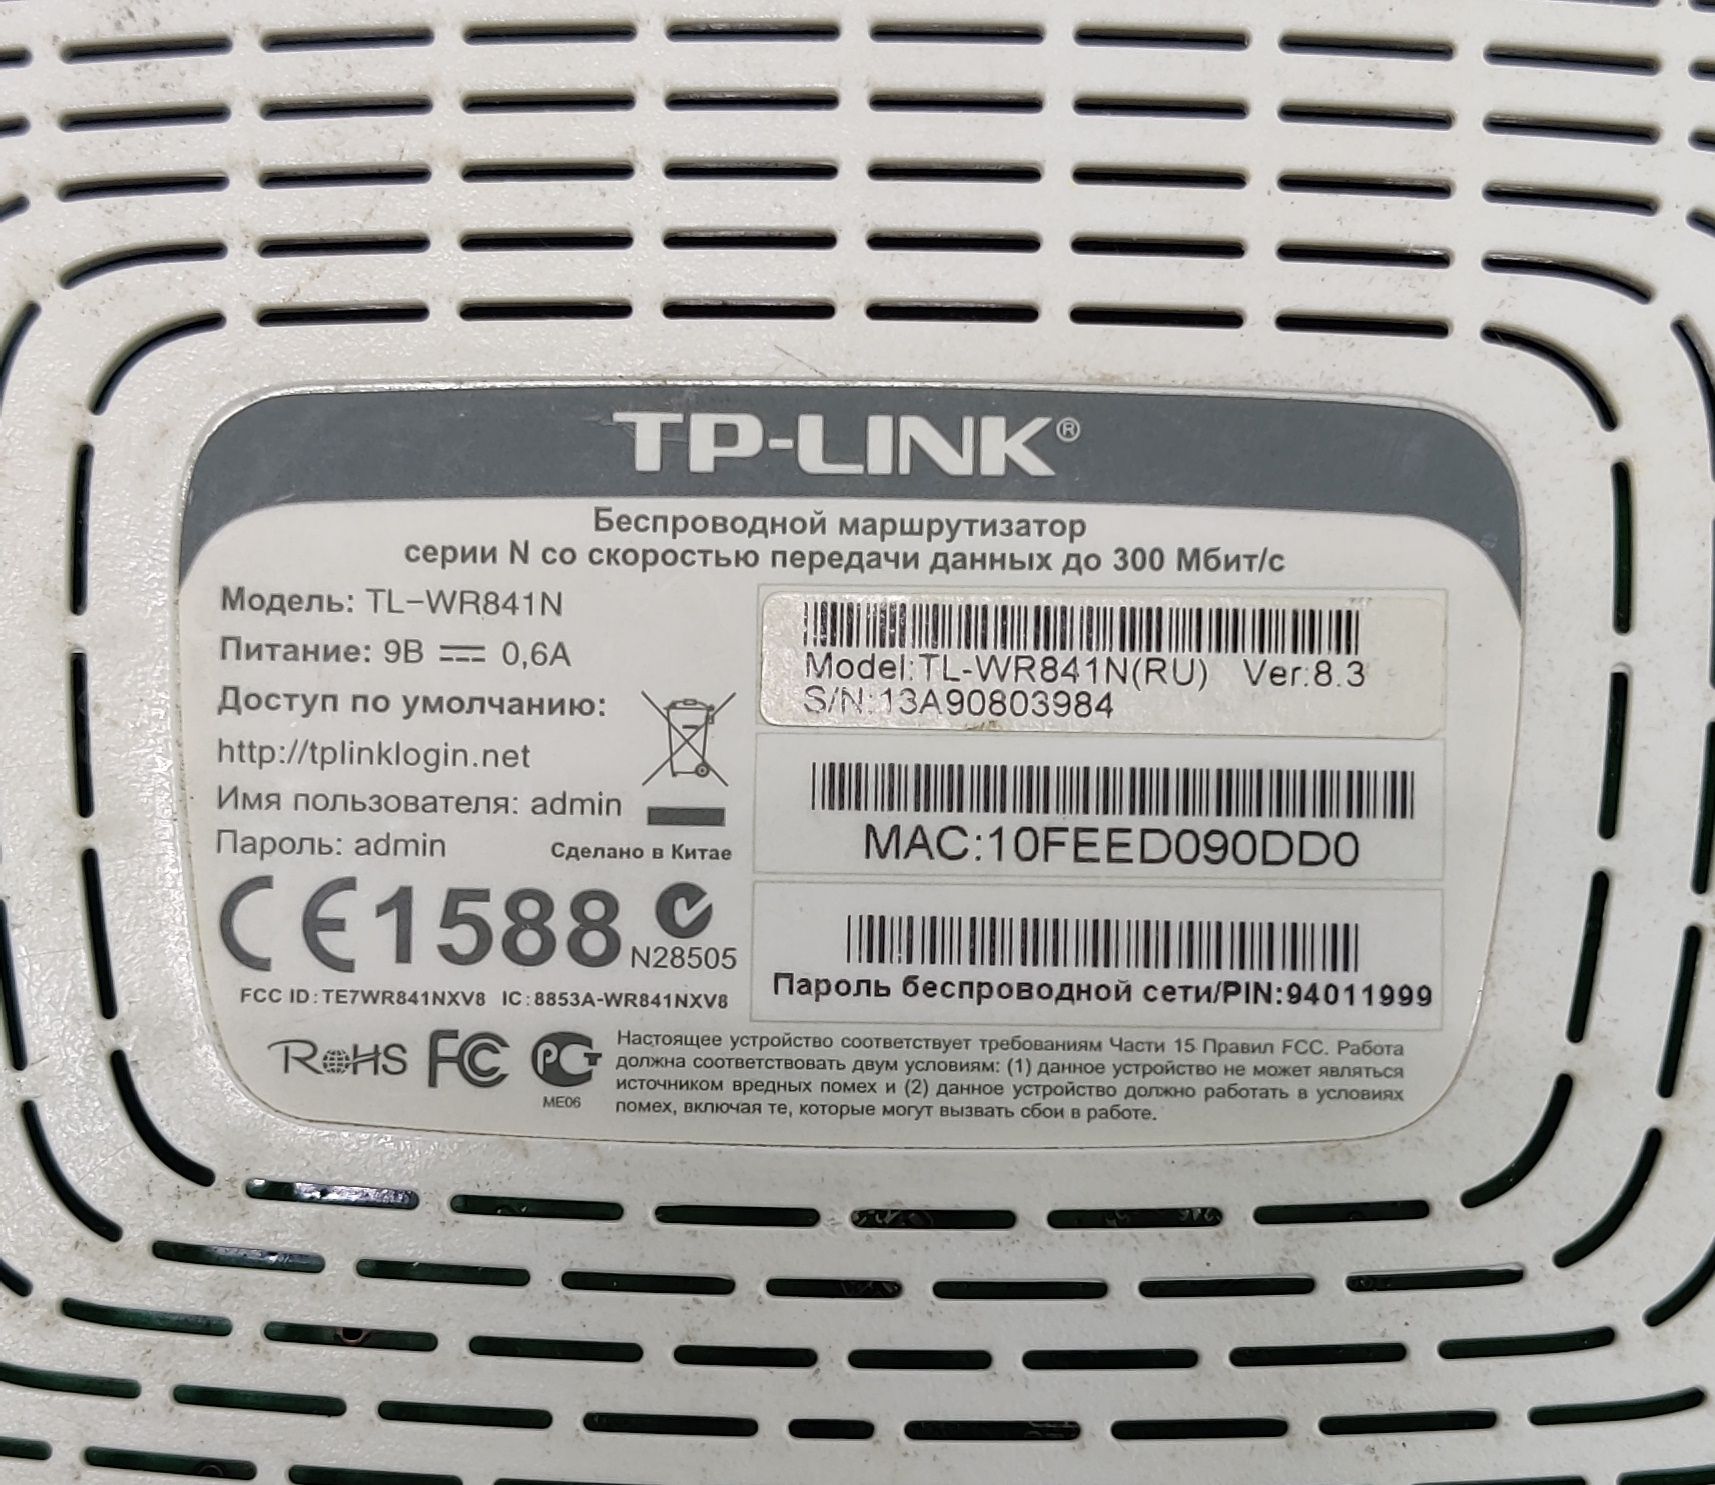 TP-LINK®
Беспроводной маршрутизатор
серии N со скоростью передачи данных до 300 Мбит/с
Модель: TL-WR841N
Питание: 9В 0,6А
Доступ по умолчанию:
http://tplinklogin.net
Имя пользователя: admin
Пароль: admin
Сделано в Китае
CE1588
N28505
FCC ID: TE7WR841NXV8 IC: 8853A-WR841NXV8
Model:TL-WR841N(RU) Ver:8.3
S/N:13A90803984
MAC:10FEED090DD0
Пароль беспроводной сети/PIN:94011999
RoHS FC РСТ
ME06
Настоящее устройство соответствует требованиям Части 15 Правил FCC. Работа
должна соответствовать двум условиям: (1) данное устройство не может являться
источником вредных помех и (2) данное устройство должно работать в условиях
помех, включая те, которые могут вызвать сбои в работе.